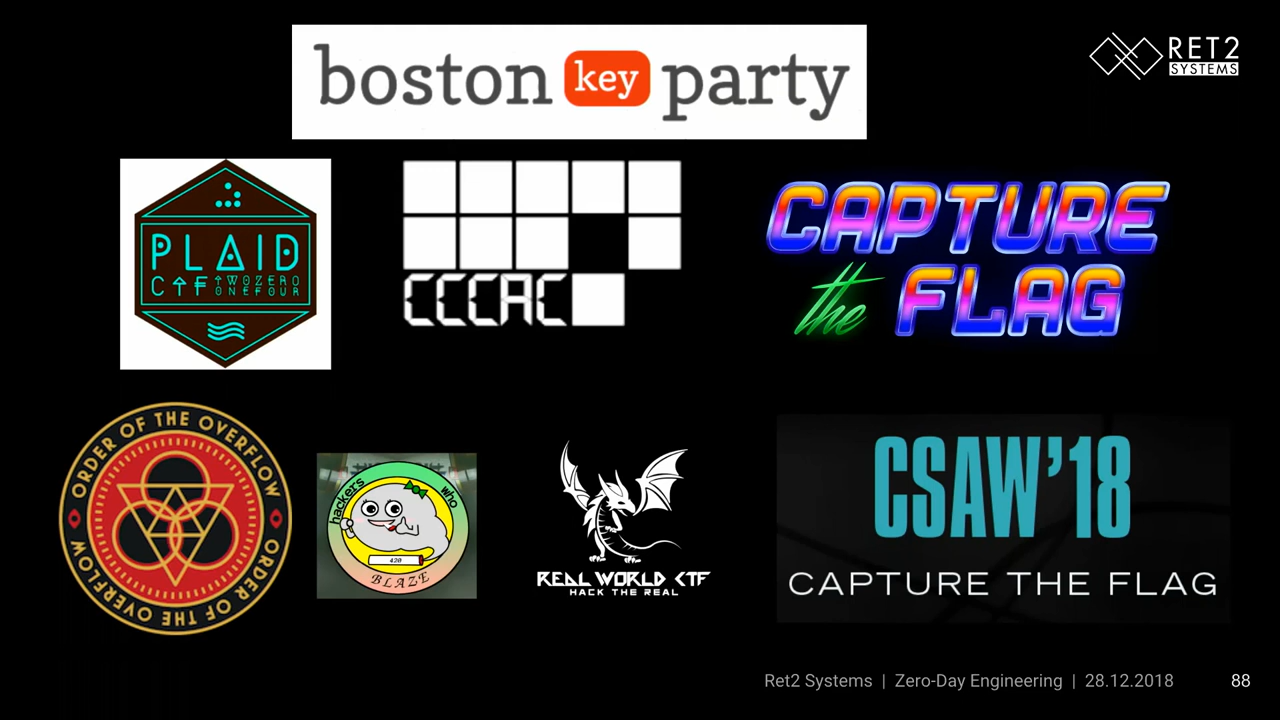 boston key party
RET2
SYSTEMS
PLAID
CTF TWOZERO
ONEFOUR
CCCAC
CAPTURE
the FLAG
ORDER OF THE OVERFLOW
ORDER OF THE OVERFLOW
hackers who
420
BLAZE
REAL WORLD CTF
HACK THE REAL
CSAW'18
CAPTURE THE FLAG
Ret2 Systems | Zero-Day Engineering | 28.12.2018 88